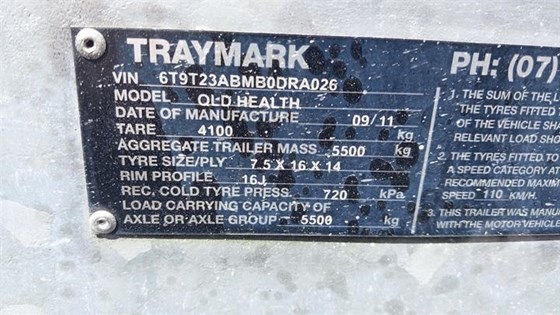 TRAYMARK
VIN 6T9T23ABMB0DRA026
MODEL QLD HEALTH
DATE OF MANUFACTURE 09/11
TARE 4100 kg
AGGREGATE TRAILER MASS 5500 kg
TYRE SIZE/PLY 7.5 X 16 X 14
RIM PROFILE 16J
REC. COLD TYRE PRESS. 720 kPa
LOAD CARRYING CAPACITY OF
AXLE OR AXLE GROUP 5500 kg
PH: (07)
1. THE SUM OF THE
THE TYRES FITTED
OF THE VEHICLE
RELEVANT LOAD
2. THE TYRES FITTED
A SPEED CATEGORY AT
RECOMMENDED
SPEED 110 KM/H.
3. THIS TRAILER WAS
WITH THE MOTOR VEHICLE